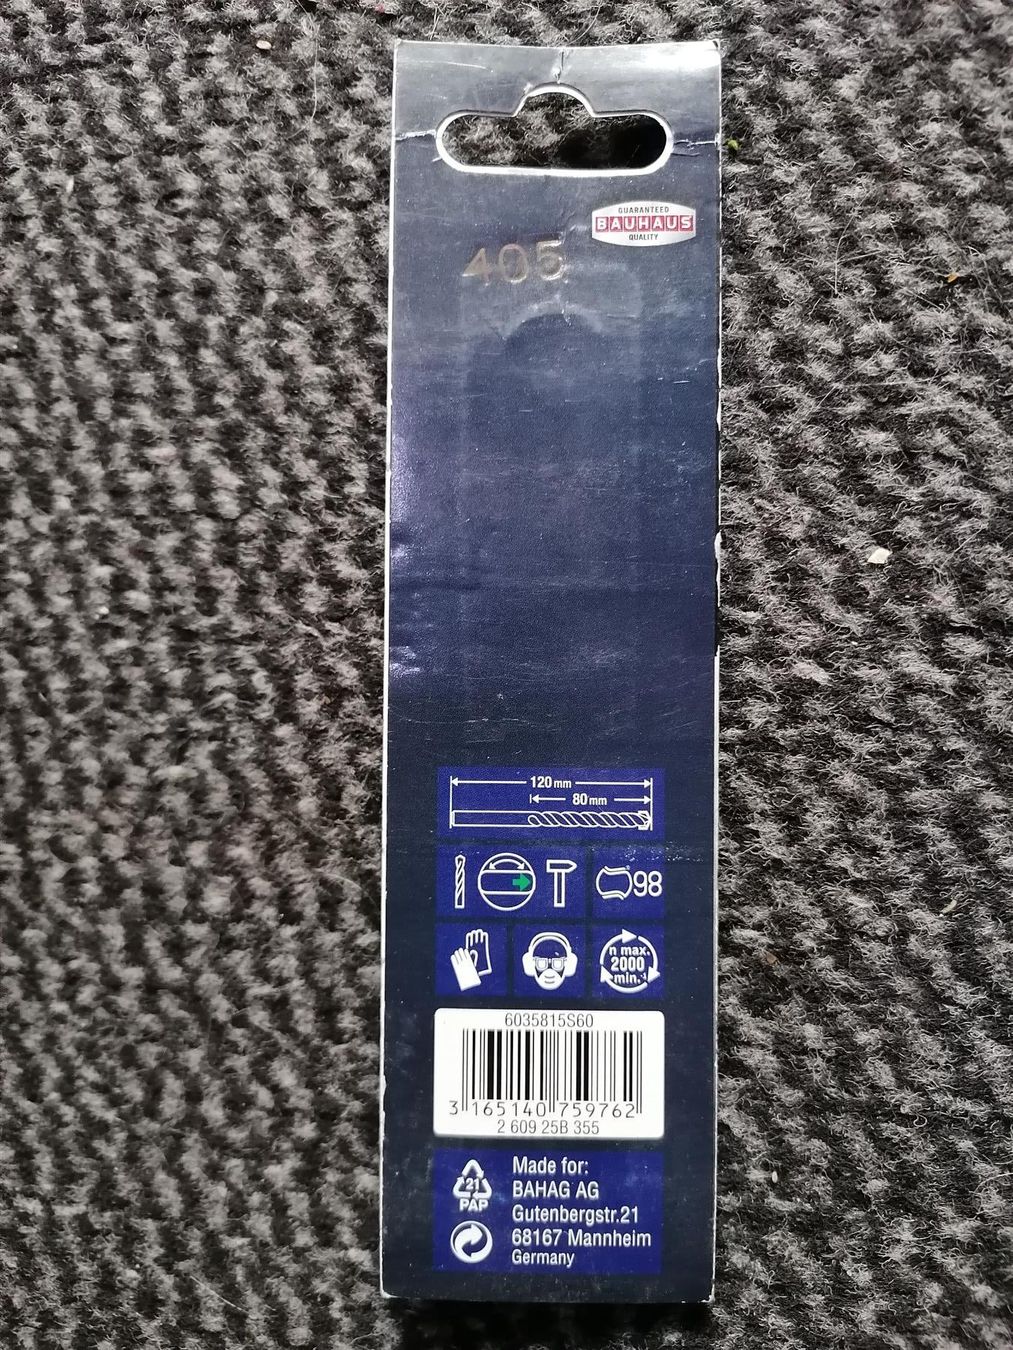 GUARANTEED
BAUHAUS
QUALITY
405
120 mm
80 mm
98
n max.
2000
min.
6035815S60
3 165140 759762
2 609 25B 355
21
PAP
Made for:
BAHAG AG
Gutenbergstr.21
68167 Mannheim
Germany